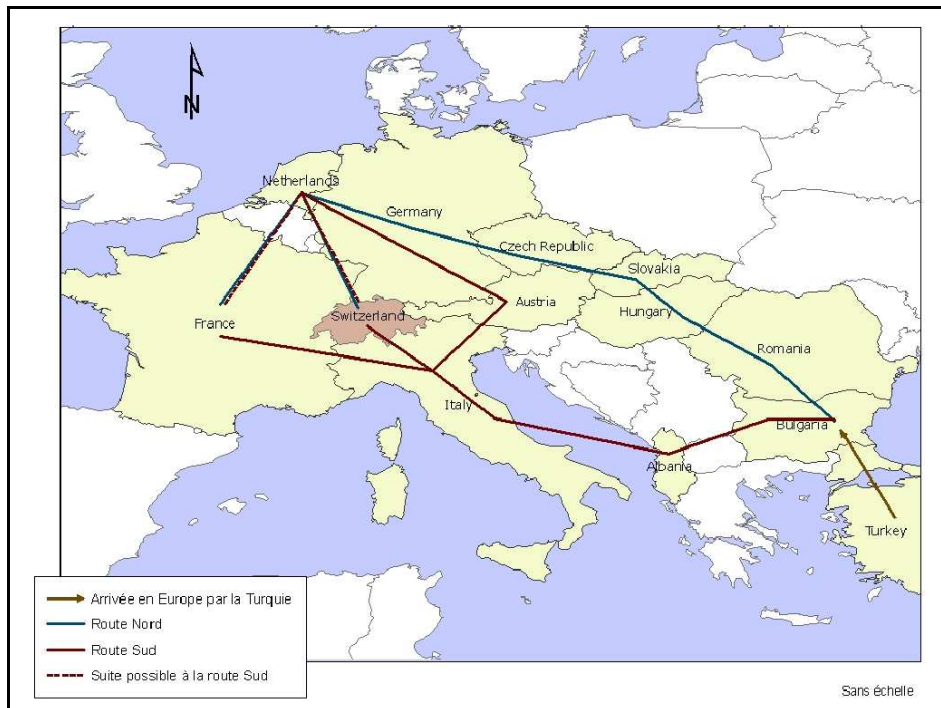 N
Netherlands
Germany
Czech Republic
Slovakia
Austria
Switzerland
Hungary
France
Romania
Italy
Bulgaria
Albania
Turkey
Arrivée en Europe par la Turquie
Route Nord
Route Sud
Suite possible à la route Sud
Sans échelle